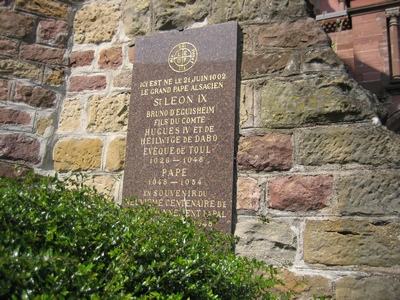 ICI EST NE LE 21 JUIN 1002
LE GRAND PAPE ALSACIEN
ST LEON IX
BRUNO D'EGUISHEIM
FILS DU COMTE
HUGUES IV ET DE
HEILWIGE DE DABO
EVEQUE DE TOUL
1026 - 1048
PAPE
1048 - 1054
EN SOUVENIR DU
NEUVIEME CENTENAIRE DE